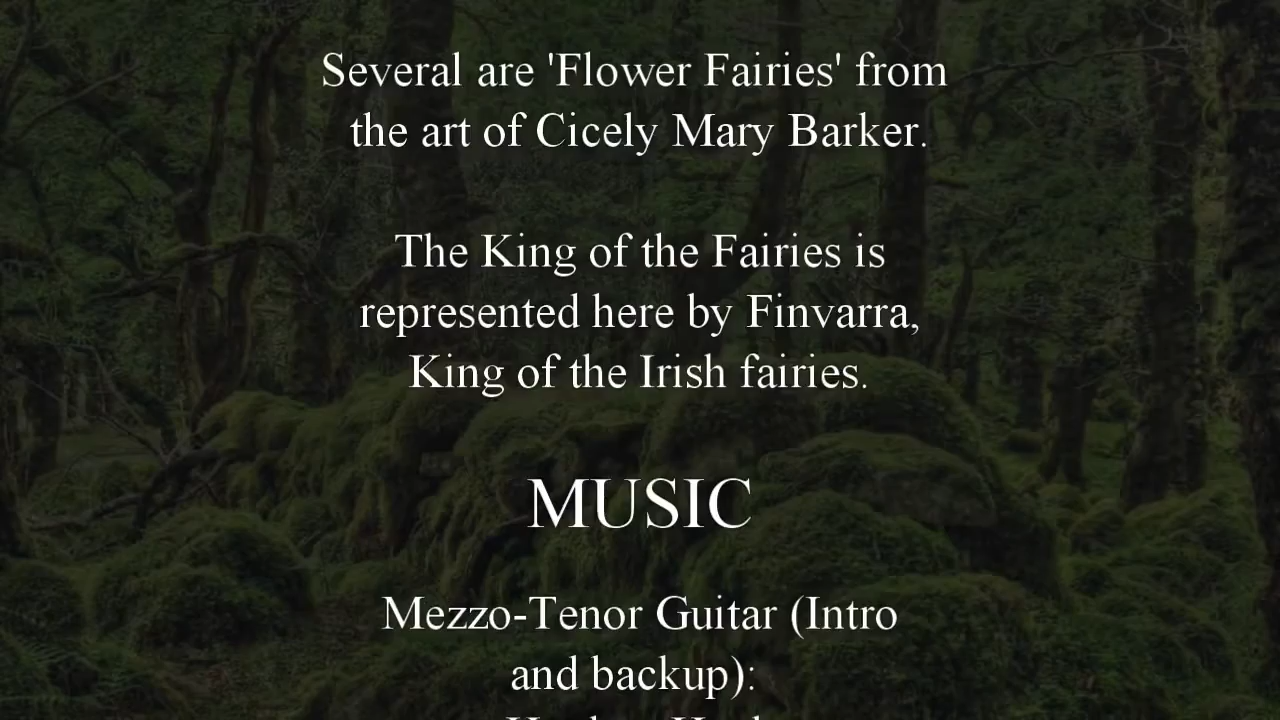 Several are 'Flower Fairies' from
the art of Cicely Mary Barker.
The King of the Fairies is
represented here by Finvarra,
King of the Irish fairies.
MUSIC
Mezzo-Tenor Guitar (Intro
and backup):